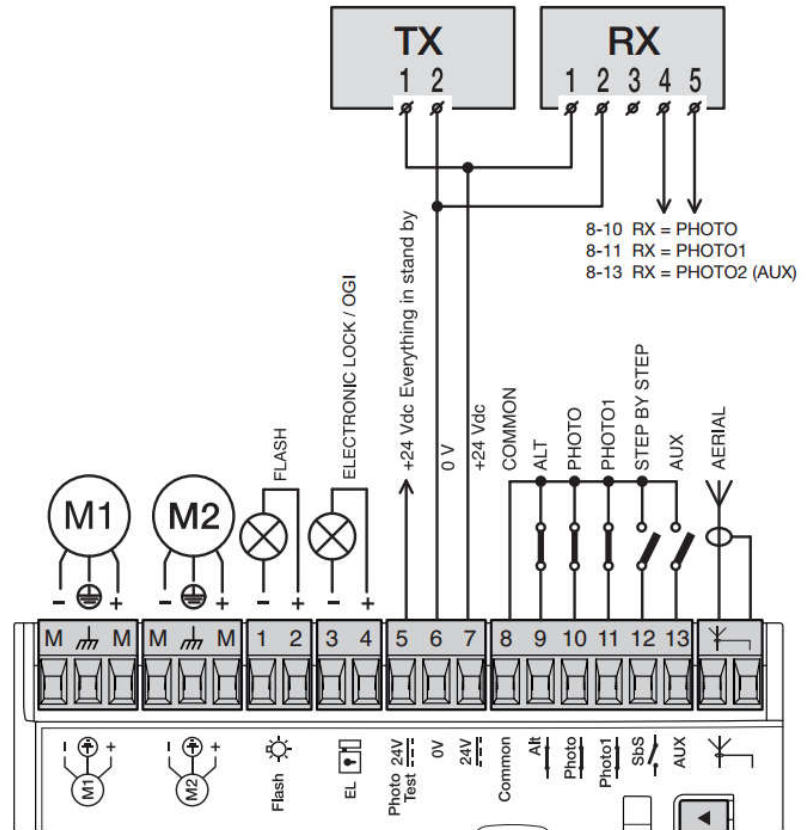 TX
1 2
RX
1 2 3 4 5
8-10 RX = PHOTO
8-11 RX = PHOTO1
8-13 RX = PHOTO2 (AUX)
FLASH
ELECTRONIC LOCK / OGI
+24 Vdc Everything in stand by
0 V
+24 Vdc
COMMON
ALT
PHOTO
PHOTO1
STEP BY STEP
AUX
AERIAL
M1
M2
- +
- +
- +
- +
M M M M 1 2 3 4 5 6 7 8 9 10 11 12 13
- +
M1
- +
M2
Flash
EL
Photo 24V
Test
0V
24V
Common
Alt
Photo
Photo1
SbS
AUX